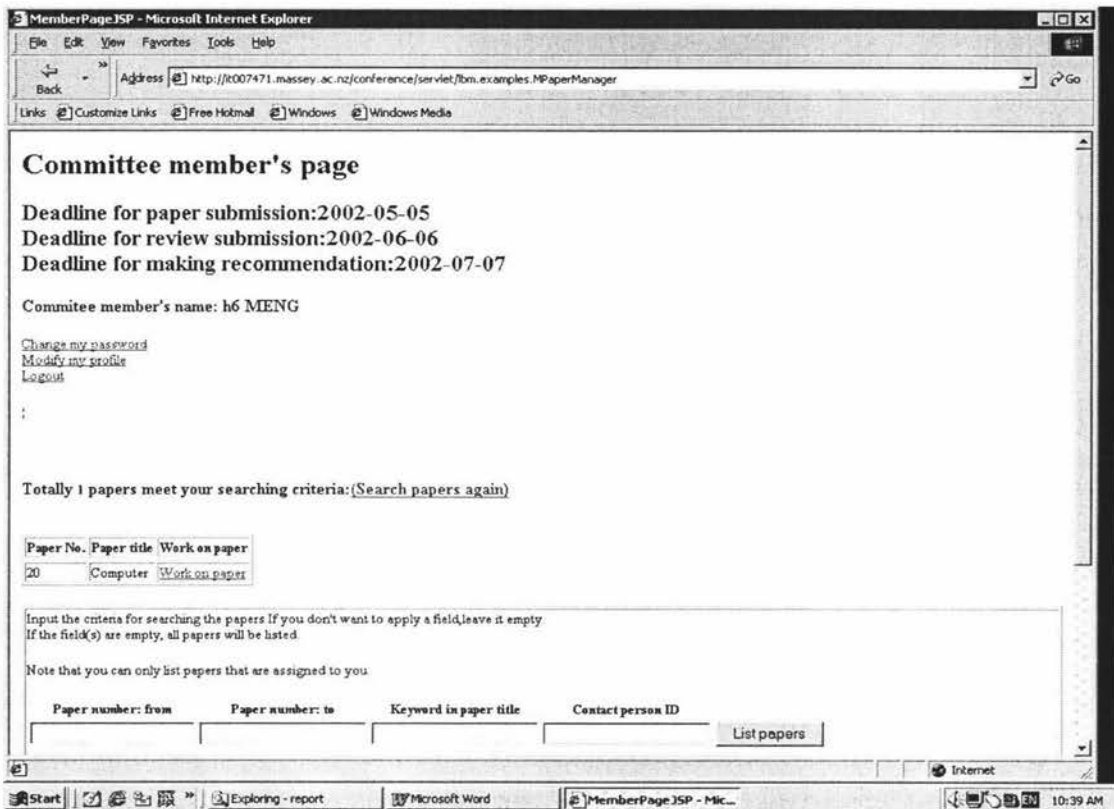 MemberPageJSP - Microsoft Internet Explorer
File Edit View Favorites Tools Help
Back » Address http://it007471.massey.ac.nz/conference/servlet/lbm.examples.MPaperManager Go
Links Customize Links Free Hotmail Windows Windows Media
Committee member's page
Deadline for paper submission:2002-05-05
Deadline for review submission:2002-06-06
Deadline for making recommendation:2002-07-07
Commitee member's name: h6 MENG
Change my password
Modify my profile
Logout
:
Totally 1 papers meet your searching criteria:(Search papers again)
Paper No. Paper title Work on paper
20 Computer Work on paper
Input the criteria for searching the papers If you don't want to apply a field,leave it empty
If the field(s) are empty, all papers will be listed
Note that you can only list papers that are assigned to you
Paper number: from Paper number: to Keyword in paper title Contact person ID
List papers
Internet
Start » Exploring - report Microsoft Word MemberPageJSP - Mic... EN 10:39 AM